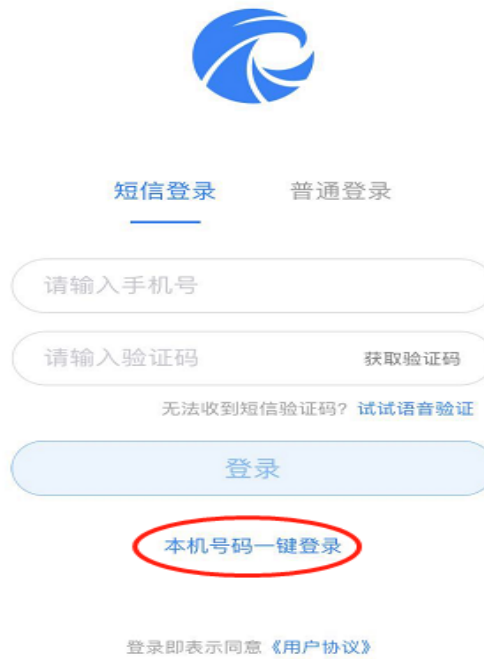 短信登录 普通登录
请输入手机号
请输入验证码 获取验证码
无法收到短信验证码? 试试语音验证
登录
本机号码一键登录
登录即表示同意《用户协议》